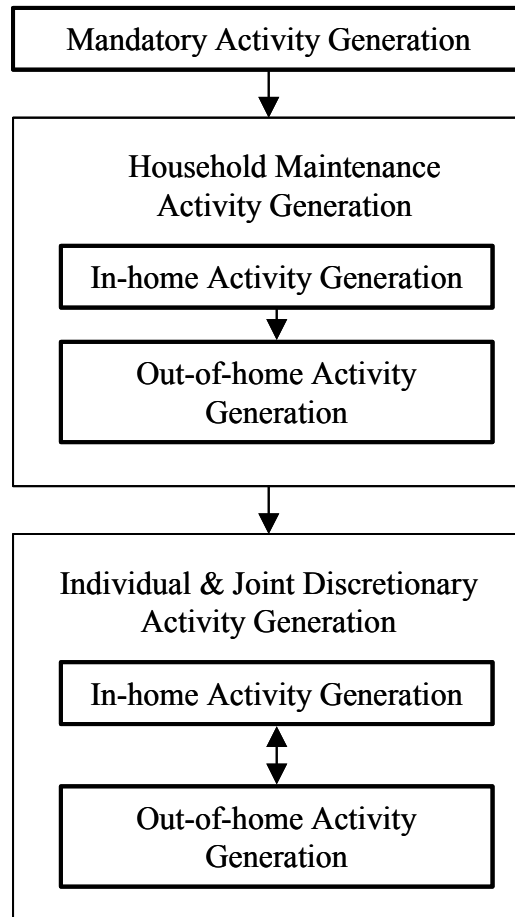 Mandatory Activity Generation
Household Maintenance
Activity Generation
In-home Activity Generation
Out-of-home Activity
Generation
Individual & Joint Discretionary
Activity Generation
In-home Activity Generation
Out-of-home Activity
Generation